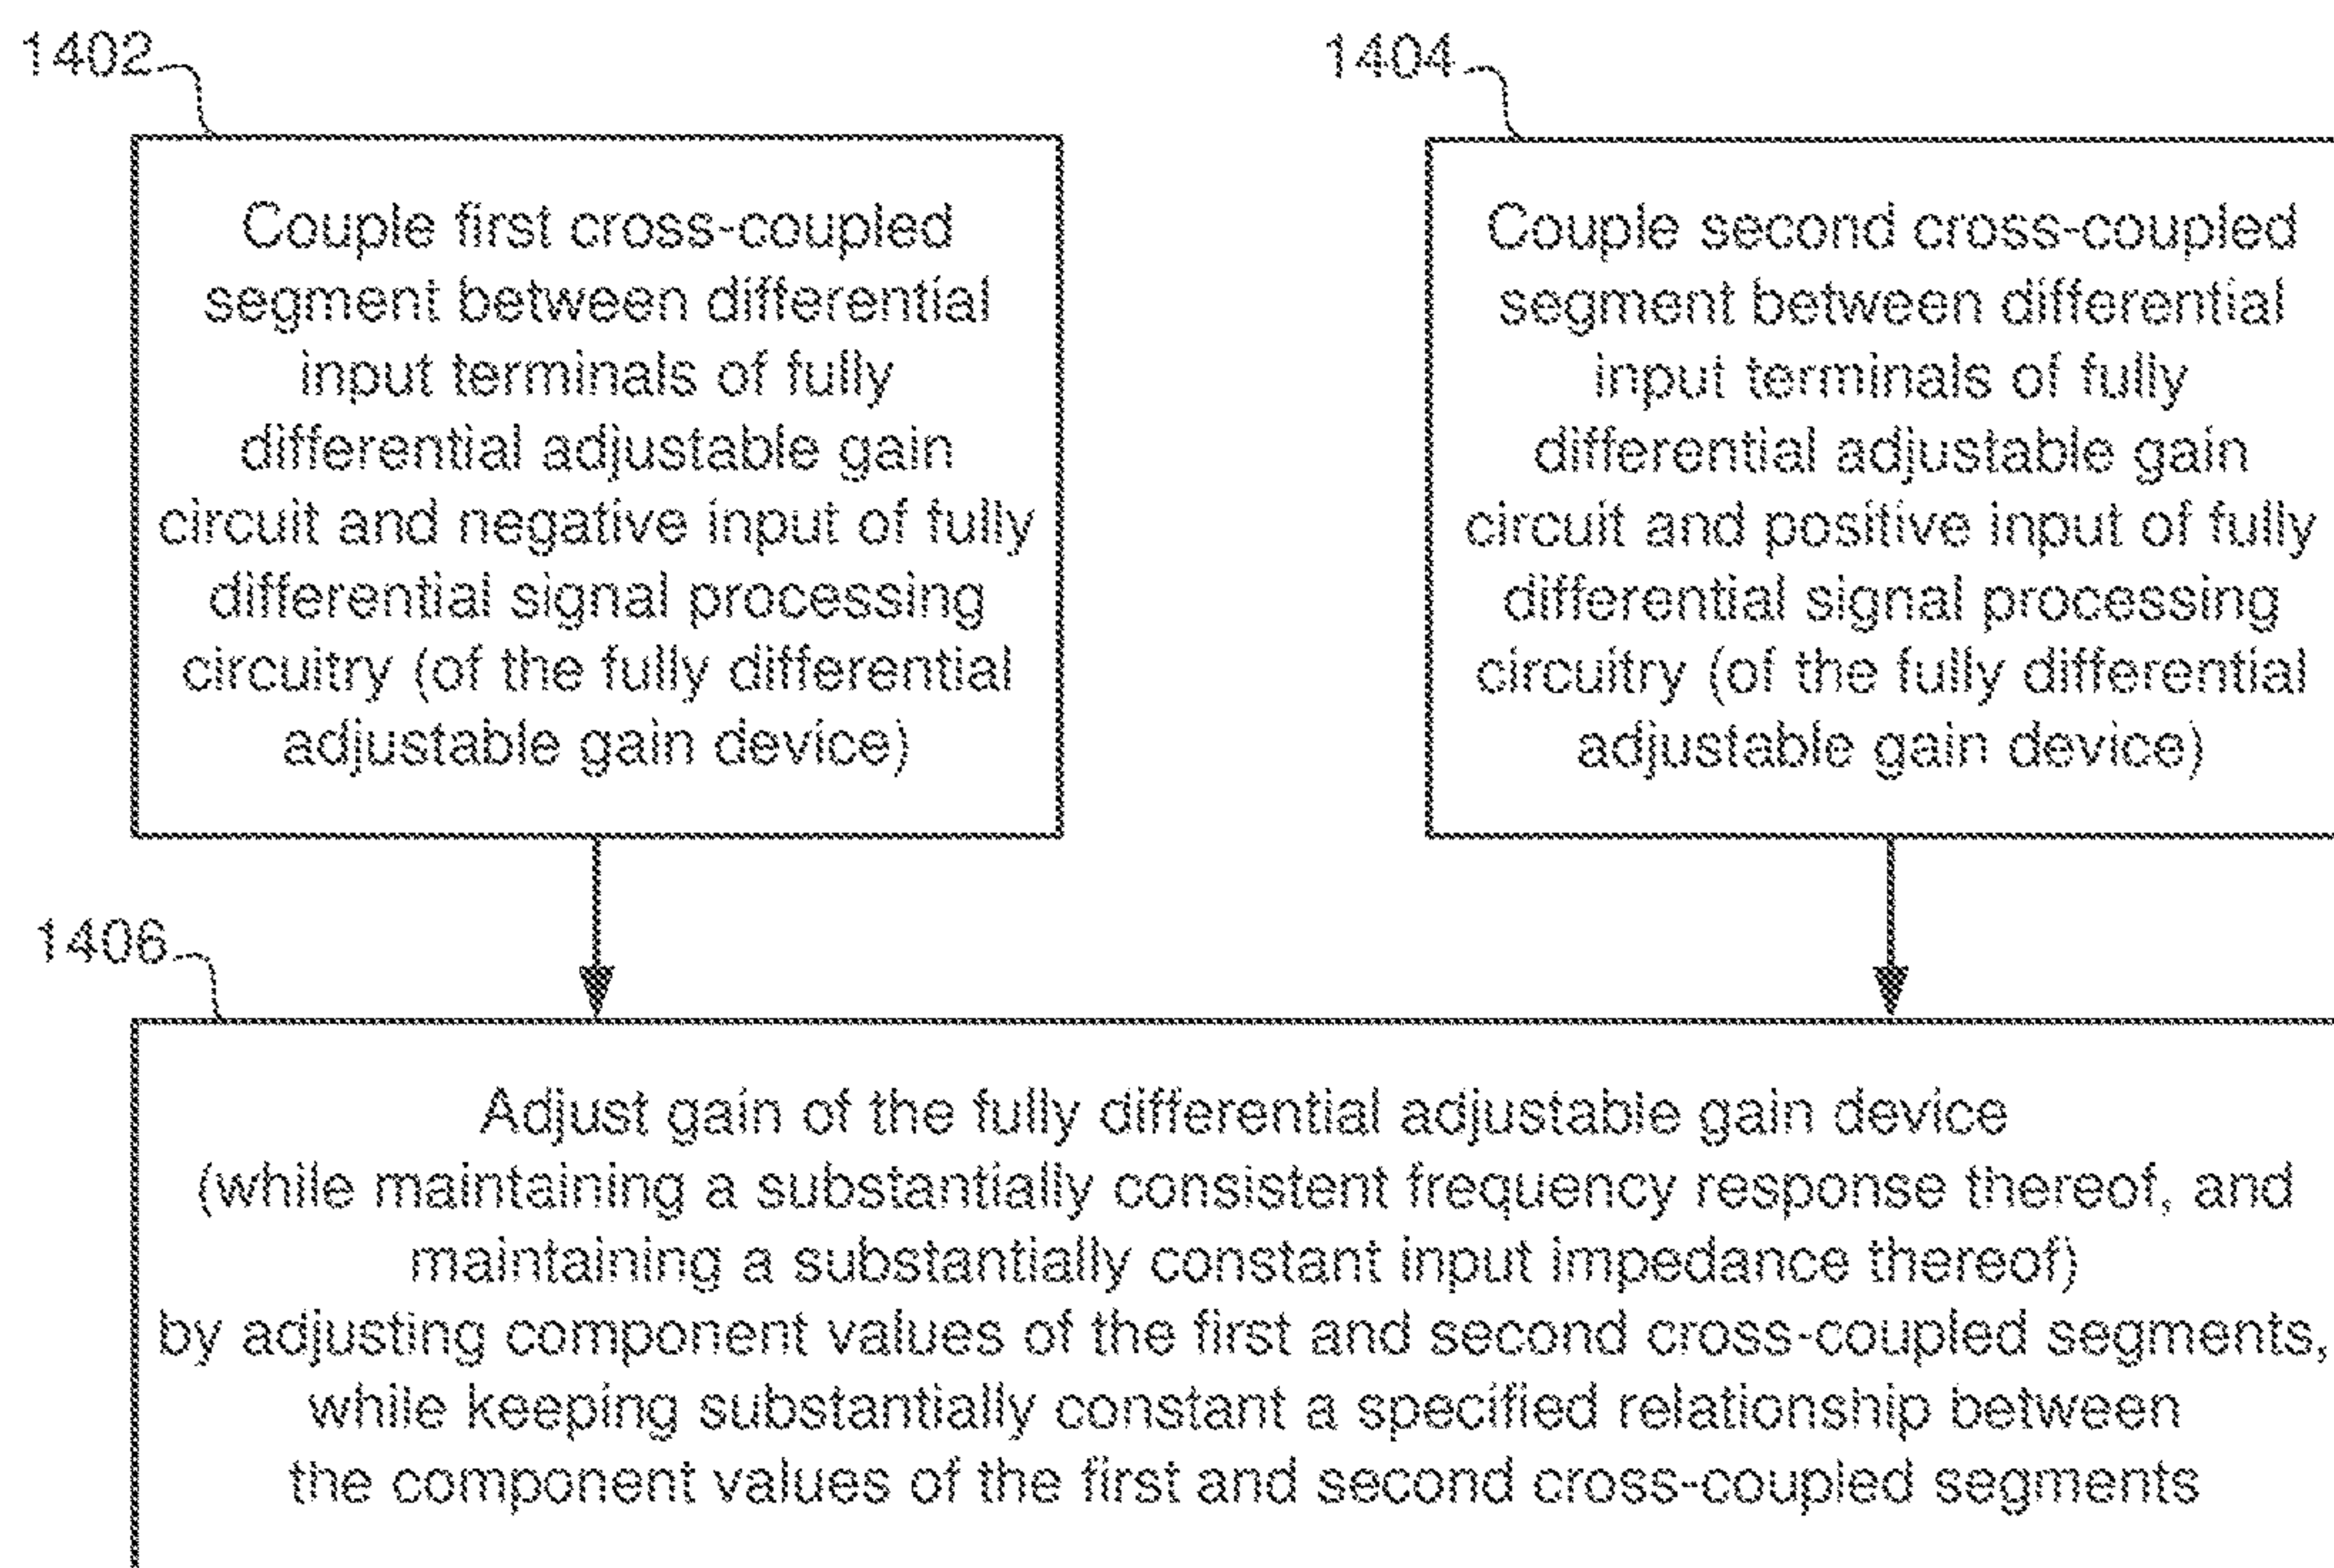 1402
Couple first cross-coupled
segment between differential
input terminals of fully
differential adjustable gain
circuit and negative input of fully
differential signal processing
circuitry (of the fully differential
adjustable gain device)
1404
Couple second cross-coupled
segment between differential
input terminals of fully
differential adjustable gain
circuit and positive input of fully
differential signal processing
circuitry (of the fully differential
adjustable gain device)
1406
Adjust gain of the fully differential adjustable gain device
(while maintaining a substantially consistent frequency response thereof, and
maintaining a substantially constant input impedance thereof)
by adjusting component values of the first and second cross-coupled segments,
while keeping substantially constant a specified relationship between
the component values of the first and second cross-coupled segments